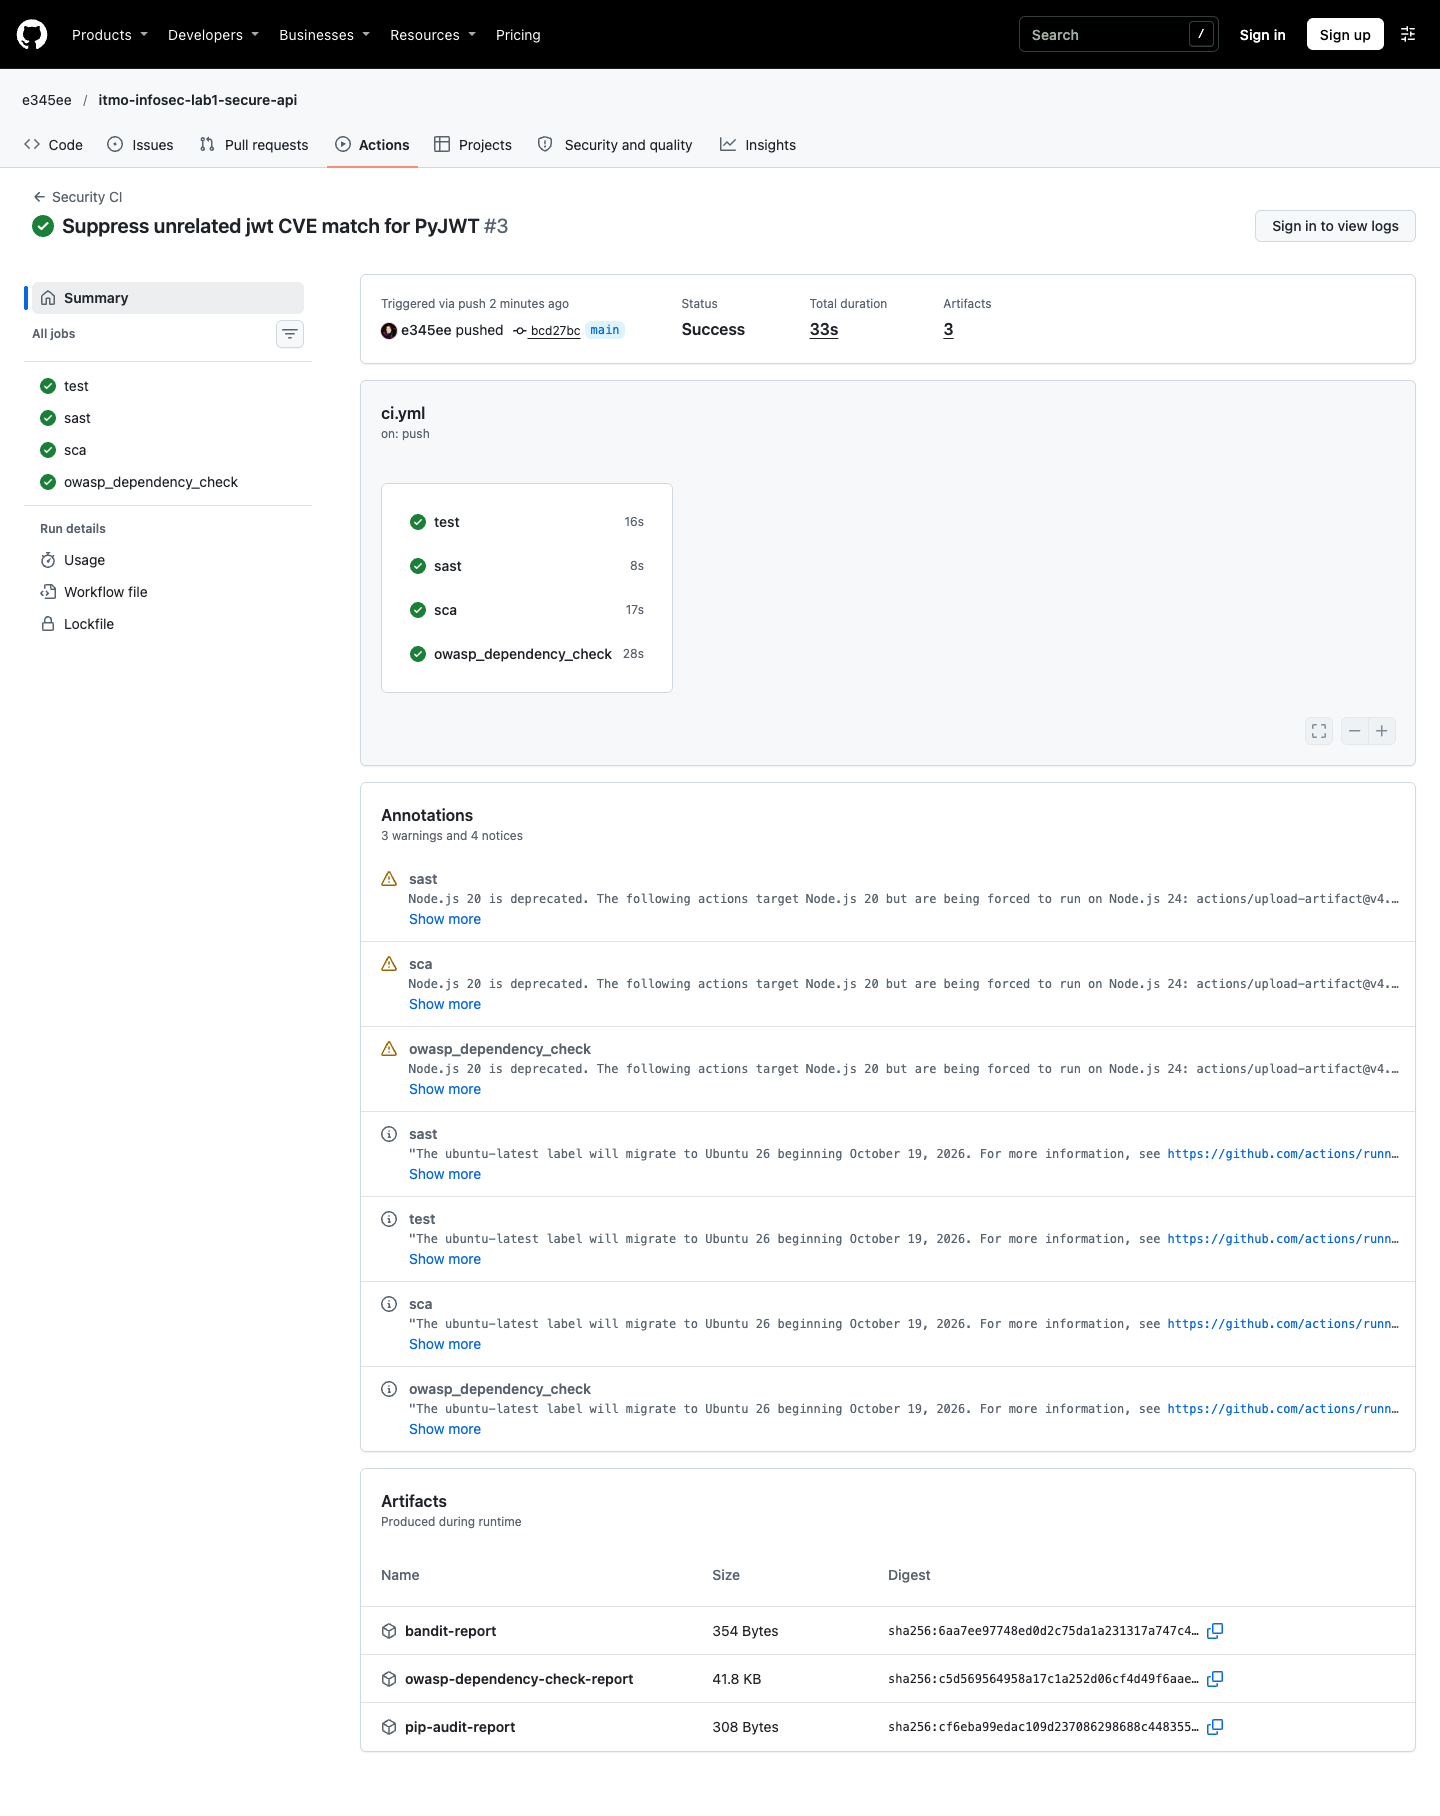 Products Developers Businesses Resources Pricing Search / Sign in Sign up
e345ee / itmo-infosec-lab1-secure-api
Code Issues Pull requests Actions Projects Security and quality Insights
Security CI
Suppress unrelated jwt CVE match for PyJWT #3
Sign in to view logs
Summary
All jobs
test
sast
sca
owasp_dependency_check
Run details
Usage
Workflow file
Lockfile
Triggered via push 2 minutes ago
e345ee pushed bcd27bc main
Status
Success
Total duration
33s
Artifacts
3
ci.yml
on: push
test 16s
sast 8s
sca 17s
owasp_dependency_check 28s
Annotations
3 warnings and 4 notices
sast
Node.js 20 is deprecated. The following actions target Node.js 20 but are being forced to run on Node.js 24: actions/upload-artifact@v4.…
Show more
sca
Node.js 20 is deprecated. The following actions target Node.js 20 but are being forced to run on Node.js 24: actions/upload-artifact@v4.…
Show more
owasp_dependency_check
Node.js 20 is deprecated. The following actions target Node.js 20 but are being forced to run on Node.js 24: actions/upload-artifact@v4.…
Show more
sast
"The ubuntu-latest label will migrate to Ubuntu 26 beginning October 19, 2026. For more information, see https://github.com/actions/runn…
Show more
test
"The ubuntu-latest label will migrate to Ubuntu 26 beginning October 19, 2026. For more information, see https://github.com/actions/runn…
Show more
sca
"The ubuntu-latest label will migrate to Ubuntu 26 beginning October 19, 2026. For more information, see https://github.com/actions/runn…
Show more
owasp_dependency_check
"The ubuntu-latest label will migrate to Ubuntu 26 beginning October 19, 2026. For more information, see https://github.com/actions/runn…
Show more
Artifacts
Produced during runtime
Name Size Digest
bandit-report 354 Bytes sha256:6aa7ee97748ed0d2c75da1a231317a747c4…
owasp-dependency-check-report 41.8 KB sha256:c5d569564958a17c1a252d06cf4d49f6aae…
pip-audit-report 308 Bytes sha256:cf6eba99edac109d237086298688c448355…